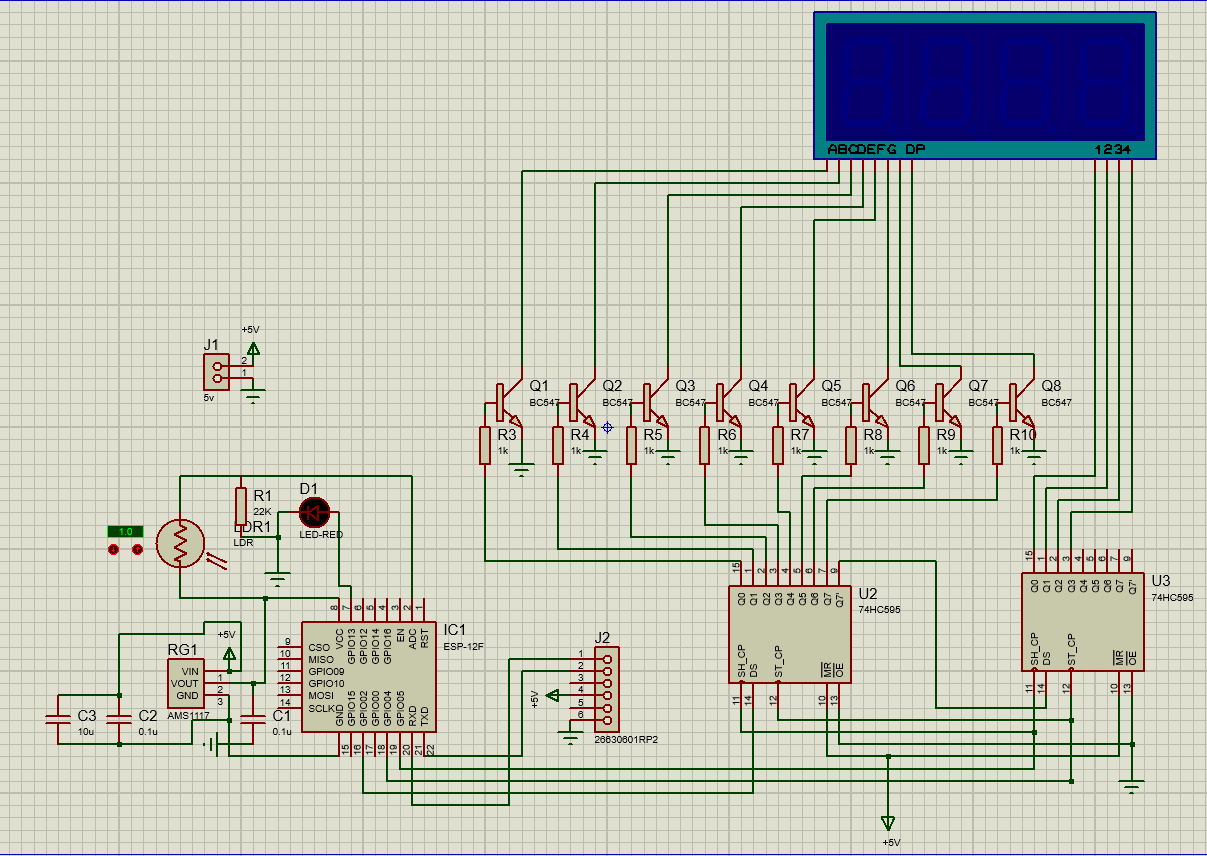 ABCDEFG DP 1234
+5V
J1
2
1
5v
Q1 Q2 Q3 Q4 Q5 Q6 Q7 Q8
BC547 BC547 BC547 BC547 BC547 BC547 BC547 BC547
R3 R4 R5 R6 R7 R8 R9 R10
1k 1k 1k 1k 1k 1k 1k 1k
R1
22K
D1
LED-RED
LDR1
LDR
1.0
8 7 6 5 4 3 2 1
VCC GPIO13 GPIO12 GPIO14 GPIO16 EN ADC RST
IC1
ESP-12F
9 CSO
10 MISO
11 GPIO09
12 GPIO10
13 MOSI
14 SCLK
GND GPIO15 GPIO02 GPIO00 GPIO04 GPIO05 RXD TXD
15 16 17 18 19 20 21 22
+5V
RG1
VIN
VOUT 1
GND 2
3
AMS1117
C3
10u
C2
0.1u
C1
0.1u
J2
1
2
3
4
5
6
+5V
26630601RP2
15 1 2 3 4 5 6 7 9
Q0 Q1 Q2 Q3 Q4 Q5 Q6 Q7 Q7'
U2
74HC595
SH_CP DS ST_CP MR OE
11 14 12 10 13
15 1 2 3 4 5 6 7 9
Q0 Q1 Q2 Q3 Q4 Q5 Q6 Q7 Q7'
U3
74HC595
SH_CP DS ST_CP MR OE
11 14 12 10 13
+5V